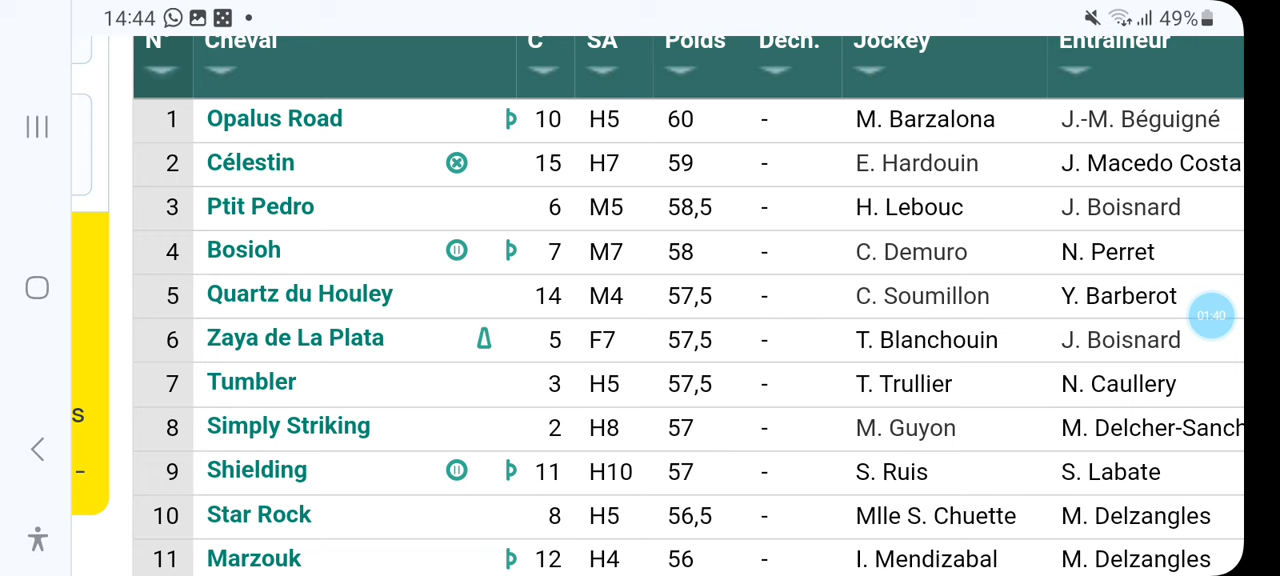 14:44 49%
N° Cheval C SA Poids Déch. Jockey Entraîneur
1 Opalus Road 10 H5 60 - M. Barzalona J.-M. Béguigné
2 Célestin 15 H7 59 - E. Hardouin J. Macedo Costa
3 Ptit Pedro 6 M5 58,5 - H. Lebouc J. Boisnard
4 Bosioh 7 M7 58 - C. Demuro N. Perret
5 Quartz du Houley 14 M4 57,5 - C. Soumillon Y. Barberot
01:40
6 Zaya de La Plata 5 F7 57,5 - T. Blanchouin J. Boisnard
7 Tumbler 3 H5 57,5 - T. Trullier N. Caullery
s
8 Simply Striking 2 H8 57 - M. Guyon M. Delcher-Sanch
9 Shielding 11 H10 57 - S. Ruis S. Labate
-
10 Star Rock 8 H5 56,5 - Mlle S. Chuette M. Delzangles
11 Marzouk 12 H4 56 - I. Mendizabal M. Delzangles